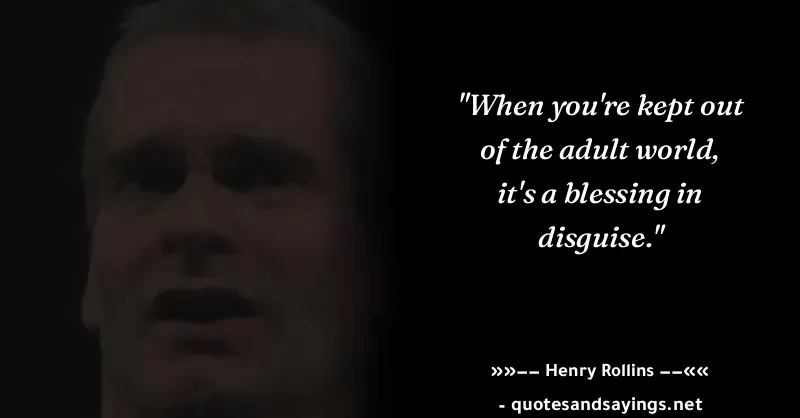 "When you're kept out
of the adult world,
it's a blessing in
disguise."
»»−− Henry Rollins −−««
- quotesandsayings.net